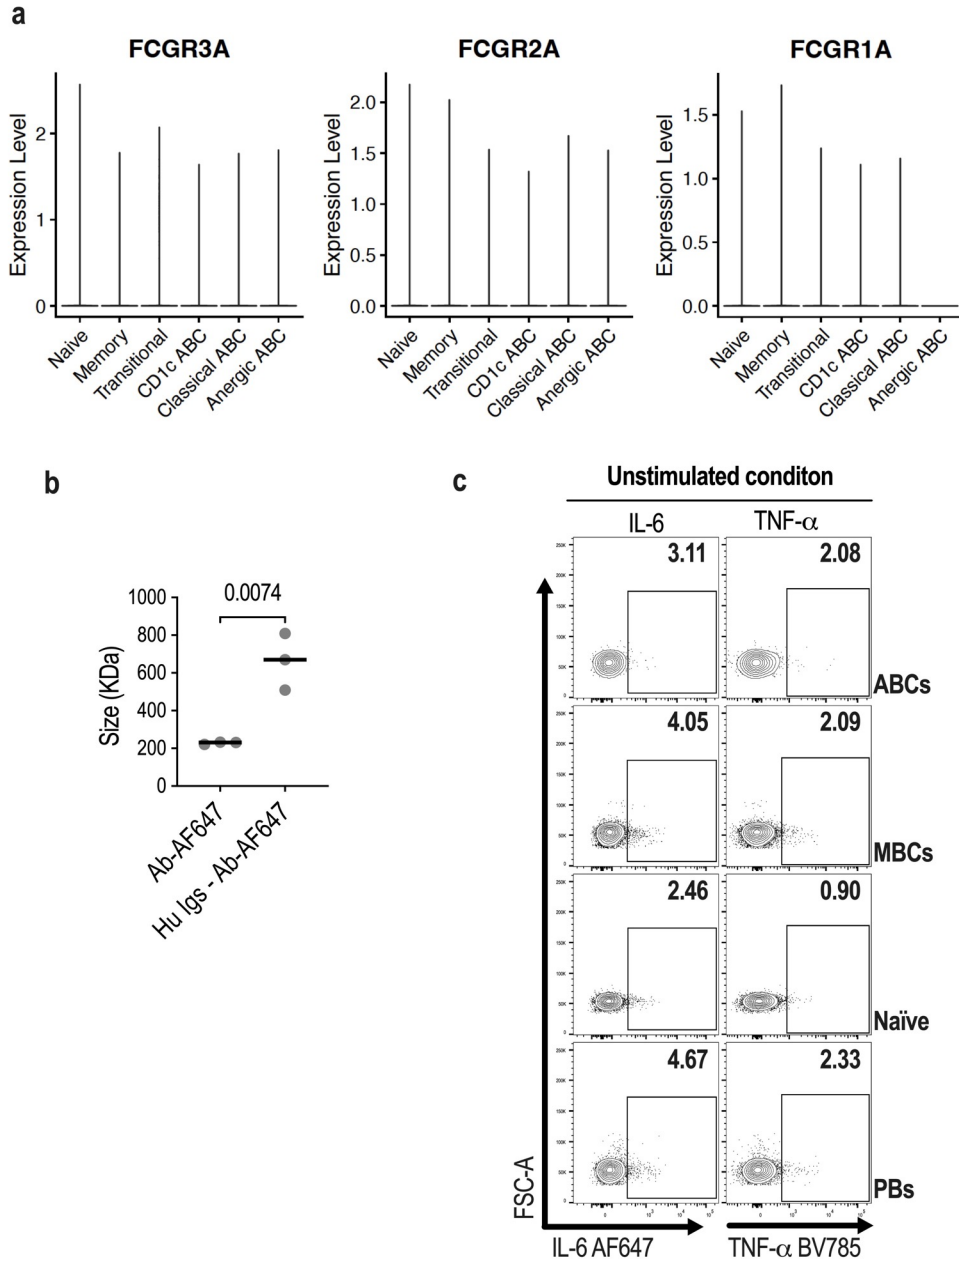 a
FCGR3A
FCGR2A
FCGR1A
Expression Level
2
1
0
Naive
Memory
Transitional
CD1c ABC
Classical ABC
Anergic ABC
Expression Level
2.0
1.5
1.0
0.5
0.0
Naive
Memory
Transitional
CD1c ABC
Classical ABC
Anergic ABC
Expression Level
1.5
1.0
0.5
0.0
Naive
Memory
Transitional
CD1c ABC
Classical ABC
Anergic ABC
b
Size (KDa)
1000
800
600
400
200
0
0.0074
Ab-AF647
Hu Igs - Ab-AF647
c
Unstimulated conditon
IL-6
TNF-α
3.11
2.08
ABCs
4.05
2.09
MBCs
2.46
0.90
Naïve
4.67
2.33
PBs
FSC-A
IL-6 AF647
TNF-α BV785